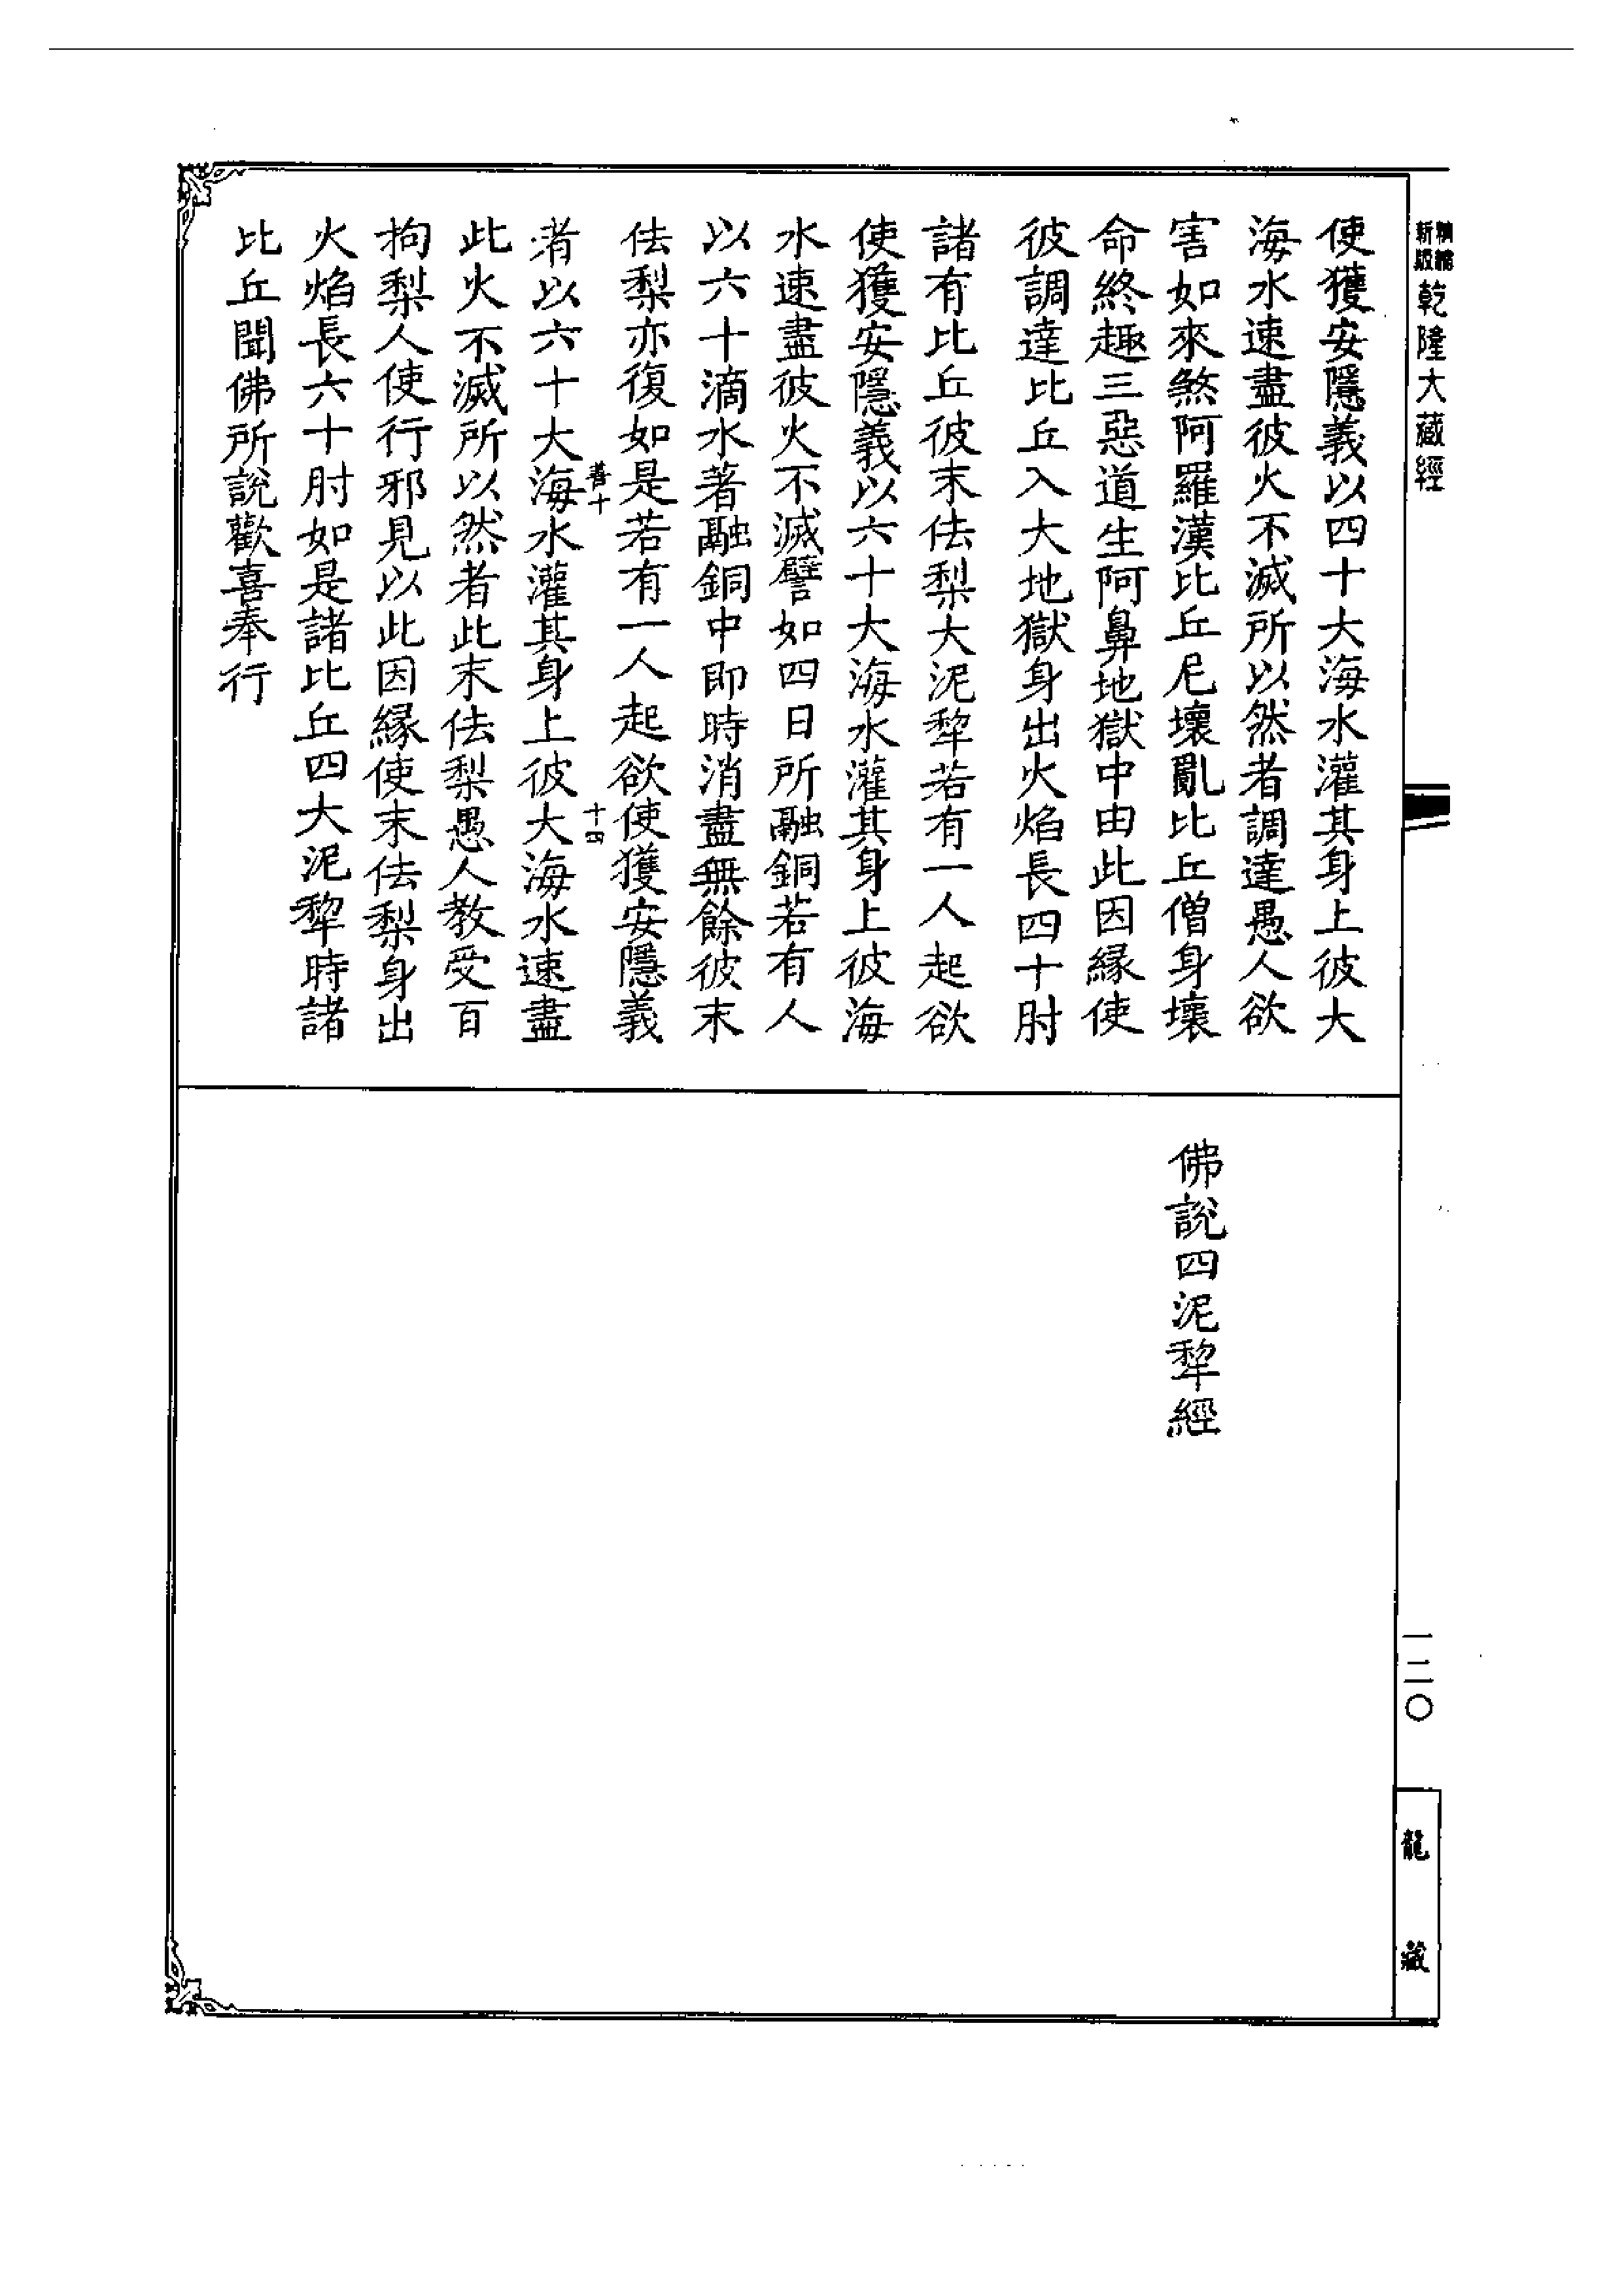 精縮新版乾隆大藏經
使獲安隱義以四十大海水灌其身上彼大
海水速盡彼火不滅所以然者調達愚人欲
害如來煞阿羅漢比丘尼壞亂比丘僧身壞
命終趣三惡道生阿鼻地獄中由此因緣使
彼調達比丘入大地獄身出火焰長四十肘
諸有比丘彼末佉梨大泥犂若有一人起欲
使獲安隱義以六十大海水灌其身上彼海
水速盡彼火不滅譬如四日所融銅若有人
以六十滴水著融銅中即時消盡無餘彼末
佉梨亦復如是若有一人起欲使獲安隱義
善十
十四
者以六十大海水灌其身上彼大海水速盡
此火不滅所以然者此末佉梨愚人教受百
拘梨人使行邪見以此因緣使末佉梨身出
火焰長六十肘如是諸比丘四大泥犂時諸
比丘聞佛所說歡喜奉行
佛說四泥犂經
一二〇
龍藏